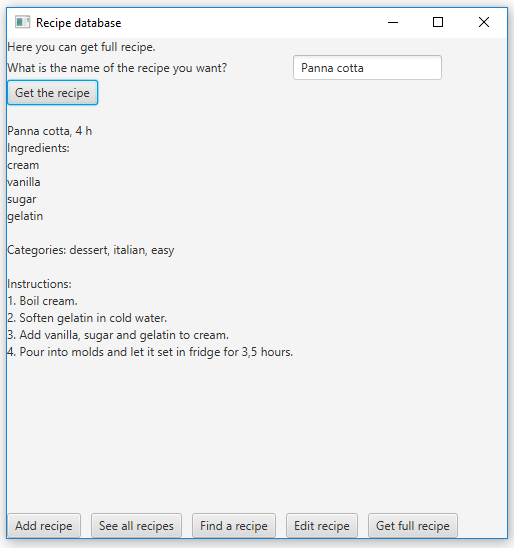 Recipe database
Here you can get full recipe.
What is the name of the recipe you want? Panna cotta
Get the recipe
Panna cotta, 4 h
Ingredients:
cream
vanilla
sugar
gelatin
Categories: dessert, italian, easy
Instructions:
1. Boil cream.
2. Soften gelatin in cold water.
3. Add vanilla, sugar and gelatin to cream.
4. Pour into molds and let it set in fridge for 3,5 hours.
Add recipe See all recipes Find a recipe Edit recipe Get full recipe